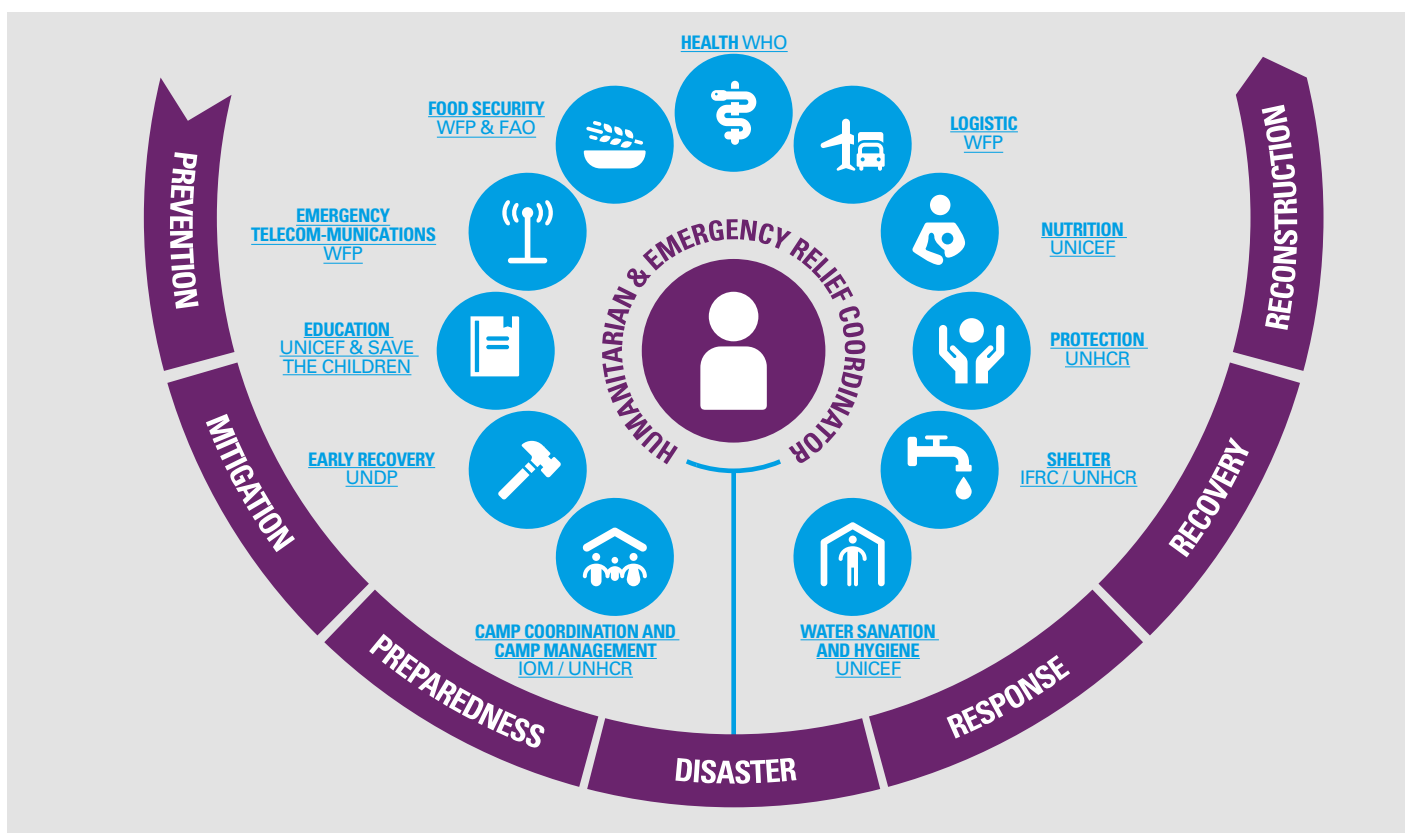 HEALTH WHO
FOOD SECURITY
WFP & FAO
LOGISTIC
WFP
EMERGENCY
TELECOM-MUNICATIONS
WFP
NUTRITION
UNICEF
EDUCATION
UNICEF & SAVE
THE CHILDREN
PROTECTION
UNHCR
EARLY RECOVERY
UNDP
SHELTER
IFRC / UNHCR
CAMP COORDINATION AND
CAMP MANAGEMENT
IOM / UNHCR
WATER SANATION
AND HYGIENE
UNICEF
HUMANITARIAN & EMERGENCY RELIEF COORDINATOR
PREVENTION
MITIGATION
PREPAREDNESS
DISASTER
RESPONSE
RECOVERY
RECONSTRUCTION